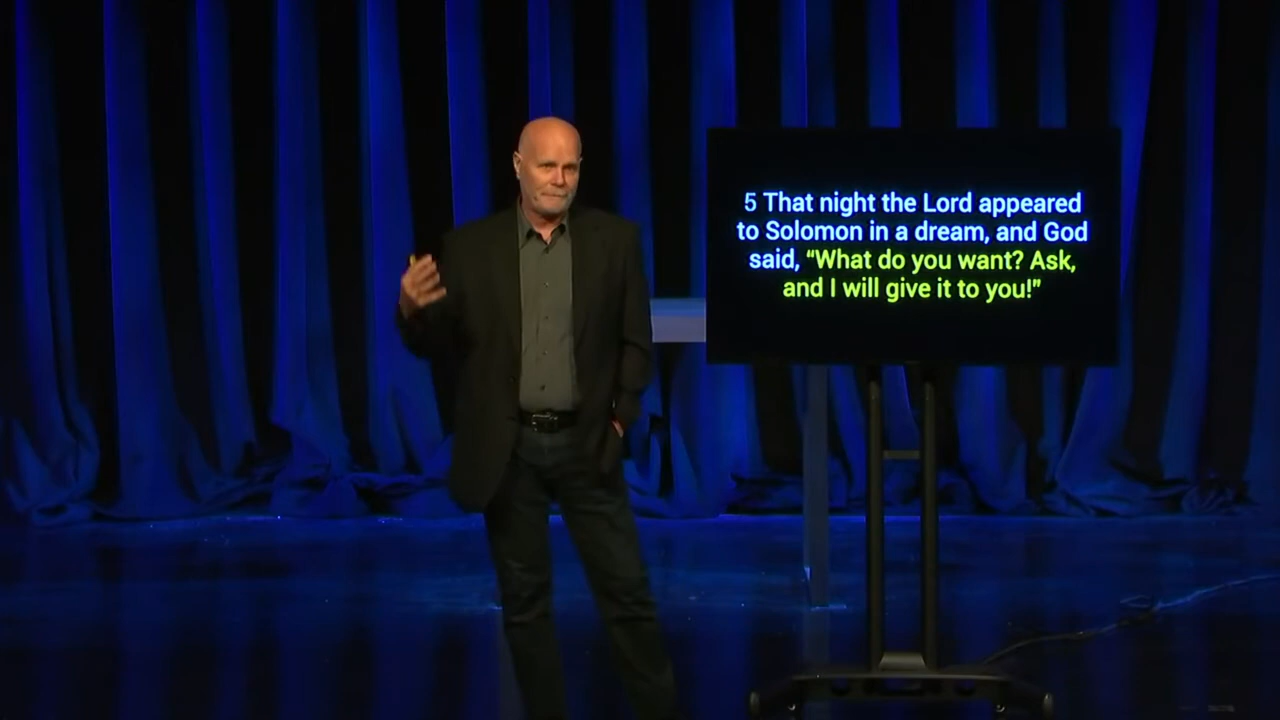 5 That night the Lord appeared
to Solomon in a dream, and God
said, “What do you want? Ask,
and I will give it to you!”